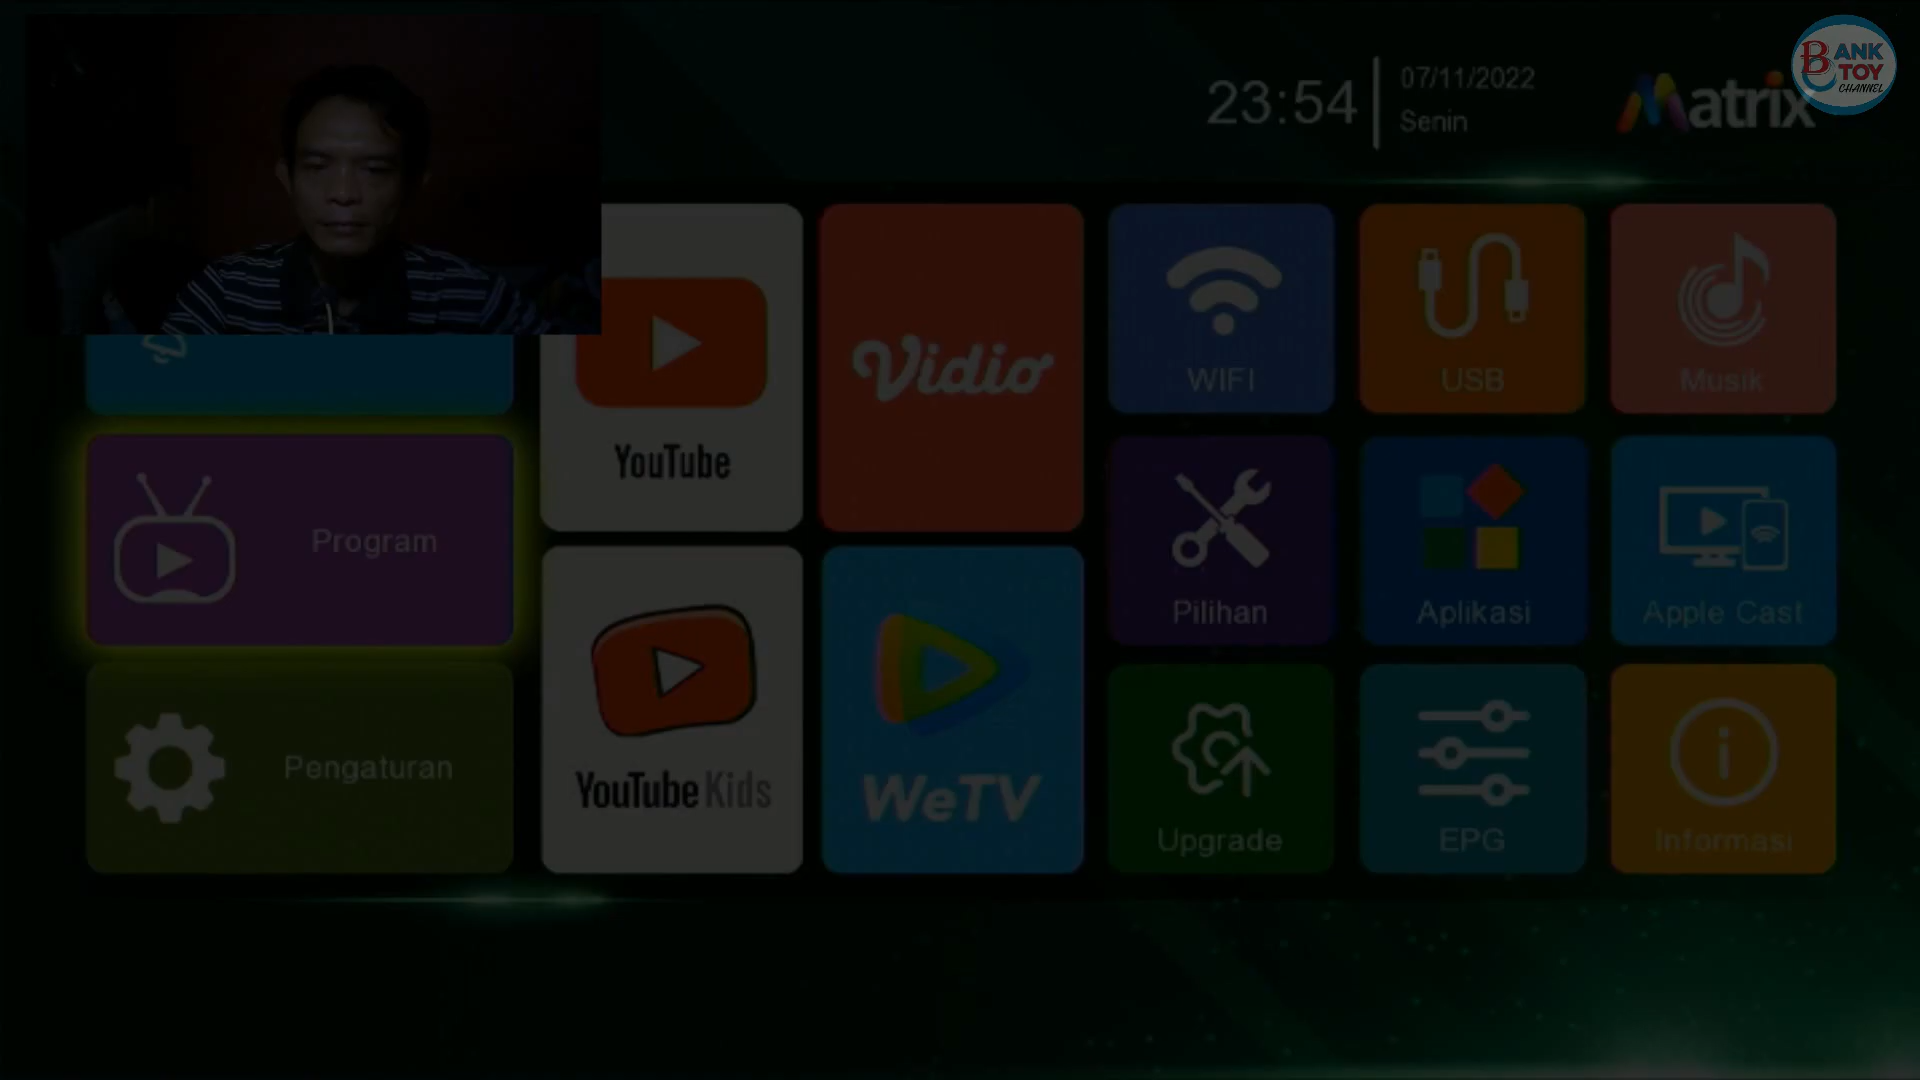 BANK
TOY
CHANNEL
23:54
07/11/2022
Senin
Matrix
YouTube
Vidio
WIFI
USB
Musik
Program
Pilihan
Aplikasi
Apple Cast
Pengaturan
YouTube Kids
WeTV
Upgrade
EPG
Informasi